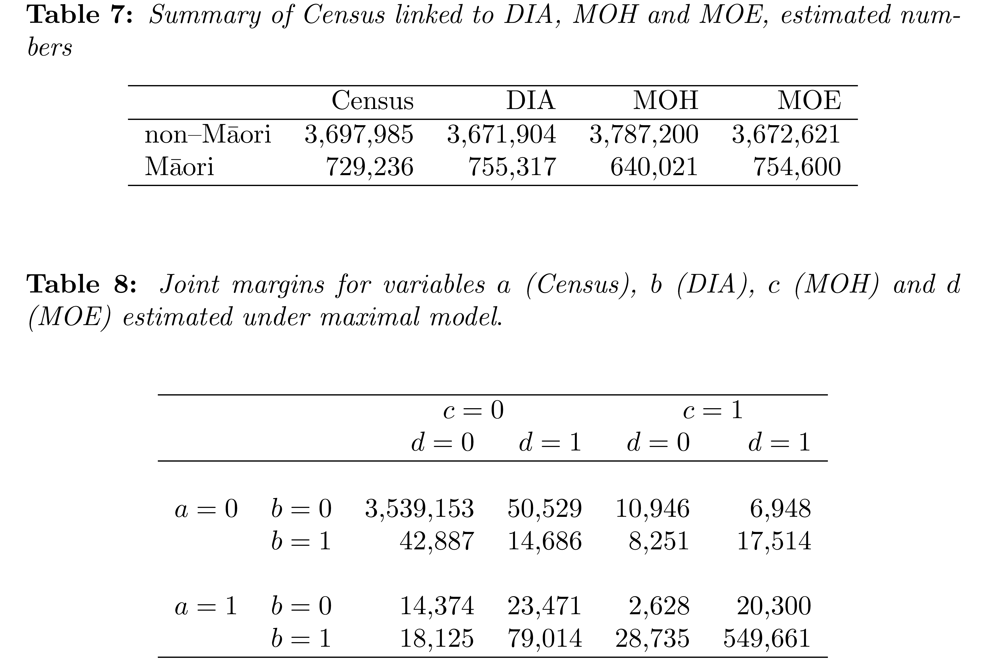 Table 7: Summary of Census linked to DIA, MOH and MOE, estimated num-
bers
Census DIA MOH MOE
non–Māori 3,697,985 3,671,904 3,787,200 3,672,621
Māori 729,236 755,317 640,021 754,600
Table 8: Joint margins for variables a (Census), b (DIA), c (MOH) and d
(MOE) estimated under maximal model.
c = 0 c = 1
d = 0 d = 1 d = 0 d = 1
a = 0 b = 0 3,539,153 50,529 10,946 6,948
b = 1 42,887 14,686 8,251 17,514
a = 1 b = 0 14,374 23,471 2,628 20,300
b = 1 18,125 79,014 28,735 549,661